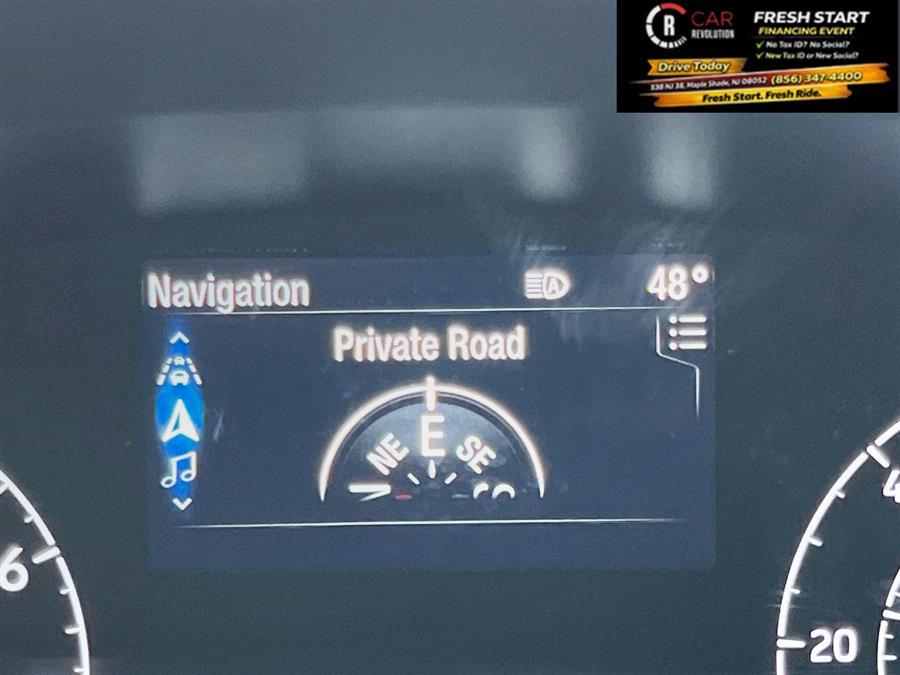 R CAR
REVOLUTION
FRESH START
FINANCING EVENT
✓ No Tax ID? No Social?
✓ New Tax ID or New Social?
Drive Today
538 NJ 38, Maple Shade, NJ 08052 (856) 347-4400
Fresh Start. Fresh Ride.
Navigation
A
48°
Private Road
NE E SE
6
20